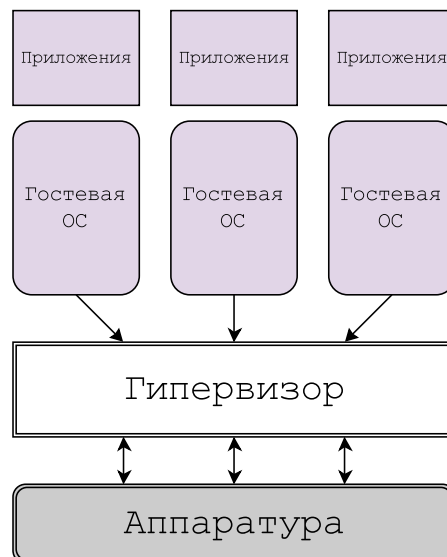 Приложения
Приложения
Приложения
Гостевая
ОС
Гостевая
ОС
Гостевая
ОС
Гипервизор
Аппаратура